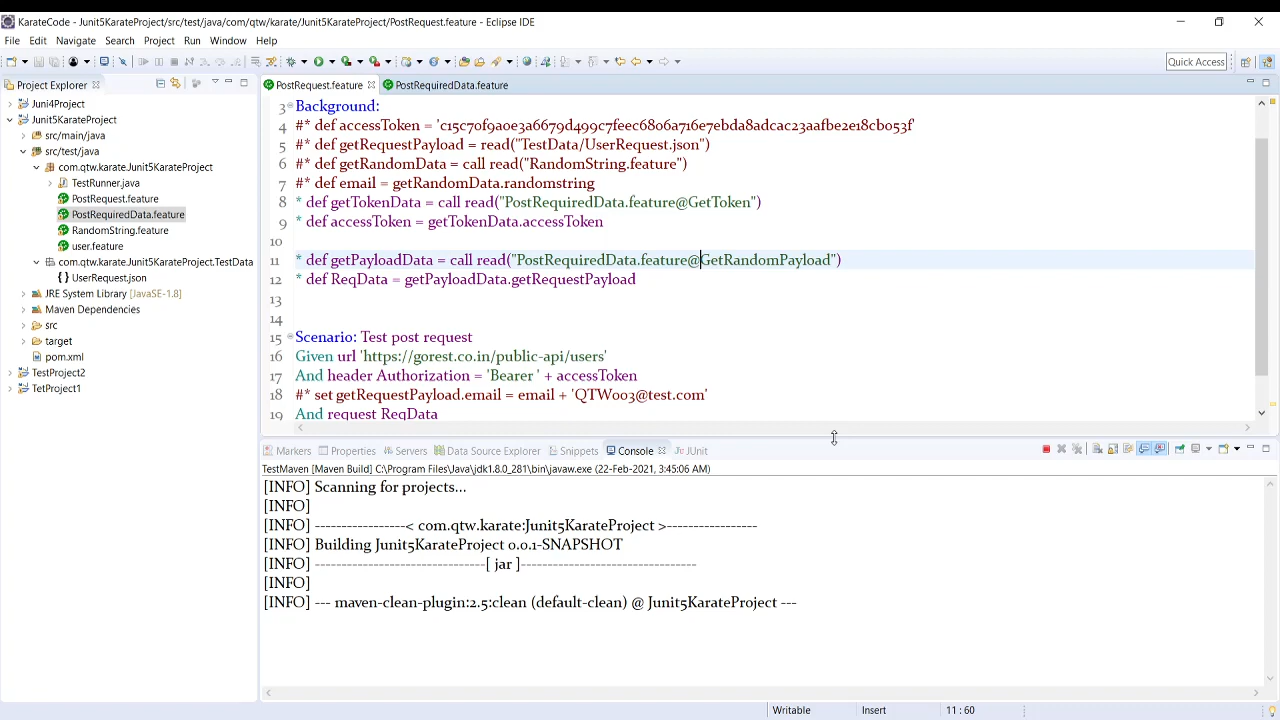 KarateCode - Junit5KarateProject/src/test/java/com/qtw/karate/Junit5KarateProject/PostRequest.feature - Eclipse IDE
File Edit Navigate Search Project Run Window Help
Quick Access
Project Explorer
Juni4Project
Junit5KarateProject
src/main/java
src/test/java
com.qtw.karate.Junit5KarateProject
TestRunner.java
PostRequest.feature
PostRequiredData.feature
RandomString.feature
user.feature
com.qtw.karate.TestData
UserRequest.json
JRE System Library [JavaSE-1.8]
Maven Dependencies
src
target
pom.xml
TestProject2
TetProject1
PostRequest.feature PostRequiredData.feature
3 Background:
4 #* def accessToken = 'c15c70f9a0e3a6679d499c7feec6806a716e7ebda8adcac23aafbe2e18cb053f'
5 #* def getRequestPayload = read("TestData/UserRequest.json")
6 #* def getRandomData = call read("RandomString.feature")
7 #* def email = getRandomData.randomstring
8 * def getTokenData = call read("PostRequiredData.feature@GetToken")
9 * def accessToken = getTokenData.accessToken
10
11 * def getPayloadData = call read("PostRequiredData.feature@GetRandomPayload")
12 * def ReqData = getPayloadData.getRequestPayload
13
14
15 Scenario: Test post request
16 Given url 'https://gorest.co.in/public-api/users'
17 And header Authorization = 'Bearer ' + accessToken
18 #* set getRequestPayload.email = email + 'QTW003@test.com'
19 And request ReqData
Markers Properties Servers Data Source Explorer Snippets Console JUnit
TestMaven [Maven Build] C:\Program Files\Java\jdk1.8.0_281\bin\javaw.exe (22-Feb-2021, 3:45:06 AM)
[INFO] Scanning for projects...
[INFO]
[INFO] -----------------< com.qtw.karate:Junit5KarateProject >-----------------
[INFO] Building Junit5KarateProject 0.0.1-SNAPSHOT
[INFO] --------------------------------[ jar ]---------------------------------
[INFO]
[INFO] --- maven-clean-plugin:2.5:clean (default-clean) @ Junit5KarateProject ---
Writable Insert 11 : 60